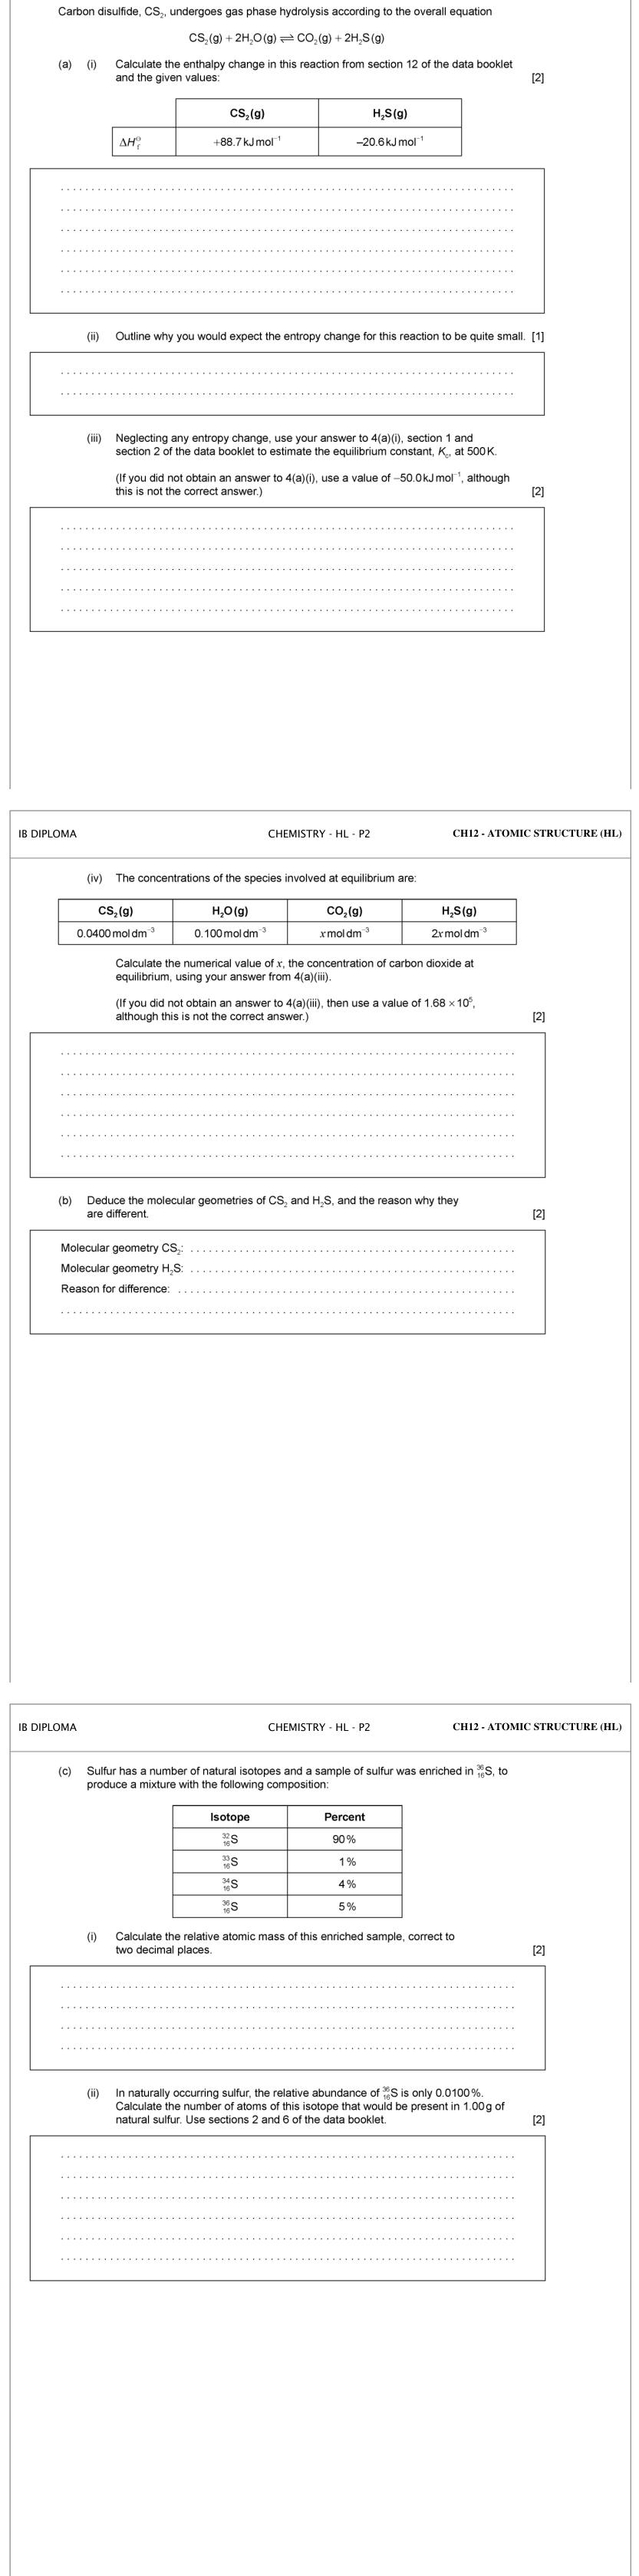 Carbon disulfide, CS₂, undergoes gas phase hydrolysis according to the overall equation
CS₂(g) + 2H₂O(g) ⇌ CO₂(g) + 2H₂S(g)
(a) (i) Calculate the enthalpy change in this reaction from section 12 of the data booklet
and the given values: [2]
CS₂(g) H₂S(g)
ΔH⦵f +88.7 kJ mol⁻¹ –20.6 kJ mol⁻¹
(ii) Outline why you would expect the entropy change for this reaction to be quite small. [1]
(iii) Neglecting any entropy change, use your answer to 4(a)(i), section 1 and
section 2 of the data booklet to estimate the equilibrium constant, Kc, at 500 K.
(If you did not obtain an answer to 4(a)(i), use a value of –50.0 kJ mol⁻¹, although
this is not the correct answer.) [2]
IB DIPLOMA CHEMISTRY - HL - P2 CH12 - ATOMIC STRUCTURE (HL)
(iv) The concentrations of the species involved at equilibrium are:
CS₂(g) H₂O(g) CO₂(g) H₂S(g)
0.0400 mol dm⁻³ 0.100 mol dm⁻³ x mol dm⁻³ 2x mol dm⁻³
Calculate the numerical value of x, the concentration of carbon dioxide at
equilibrium, using your answer from 4(a)(iii).
(If you did not obtain an answer to 4(a)(iii), then use a value of 1.68 × 10⁵,
although this is not the correct answer.) [2]
(b) Deduce the molecular geometries of CS₂ and H₂S, and the reason why they
are different. [2]
Molecular geometry CS₂:
Molecular geometry H₂S:
Reason for difference:
IB DIPLOMA CHEMISTRY - HL - P2 CH12 - ATOMIC STRUCTURE (HL)
(c) Sulfur has a number of natural isotopes and a sample of sulfur was enriched in ³⁶₁₆S, to
produce a mixture with the following composition:
Isotope Percent
³²₁₆S 90 %
³³₁₆S 1 %
³⁴₁₆S 4 %
³⁶₁₆S 5 %
(i) Calculate the relative atomic mass of this enriched sample, correct to
two decimal places. [2]
(ii) In naturally occurring sulfur, the relative abundance of ³⁶₁₆S is only 0.0100 %.
Calculate the number of atoms of this isotope that would be present in 1.00 g of
natural sulfur. Use sections 2 and 6 of the data booklet. [2]